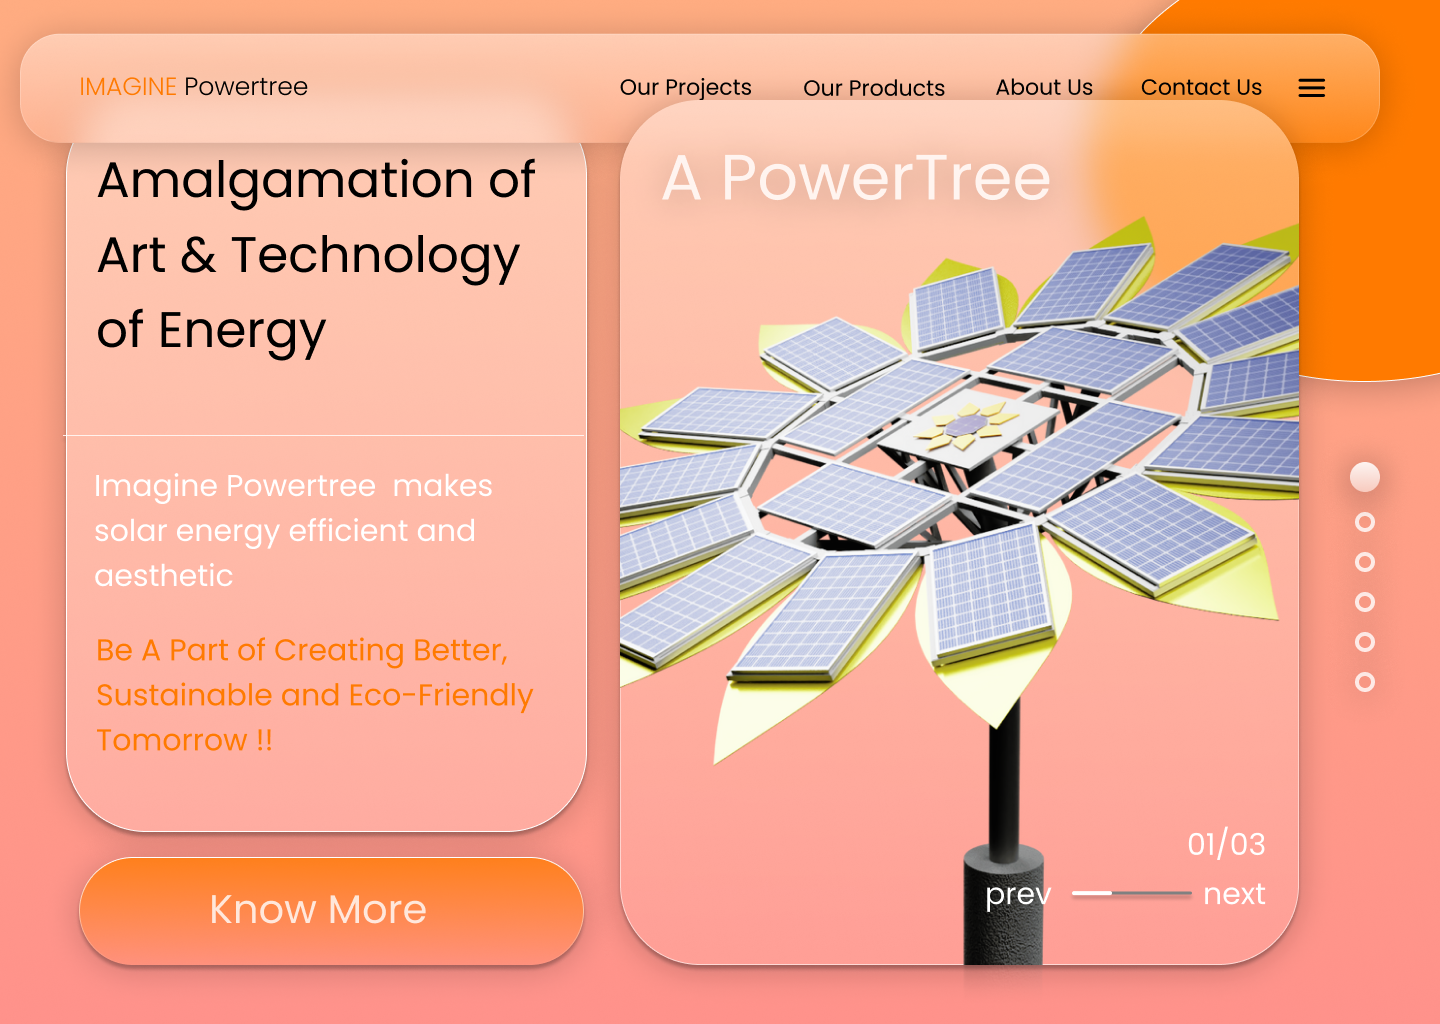 IMAGINE Powertree
Our Projects
Our Products
About Us
Contact Us
Amalgamation of
Art & Technology
of Energy
Imagine Powertree  makes
solar energy efficient and
aesthetic
Be A Part of Creating Better,
Sustainable and Eco-Friendly
Tomorrow !!
Know More
A PowerTree
01/03
prev
next